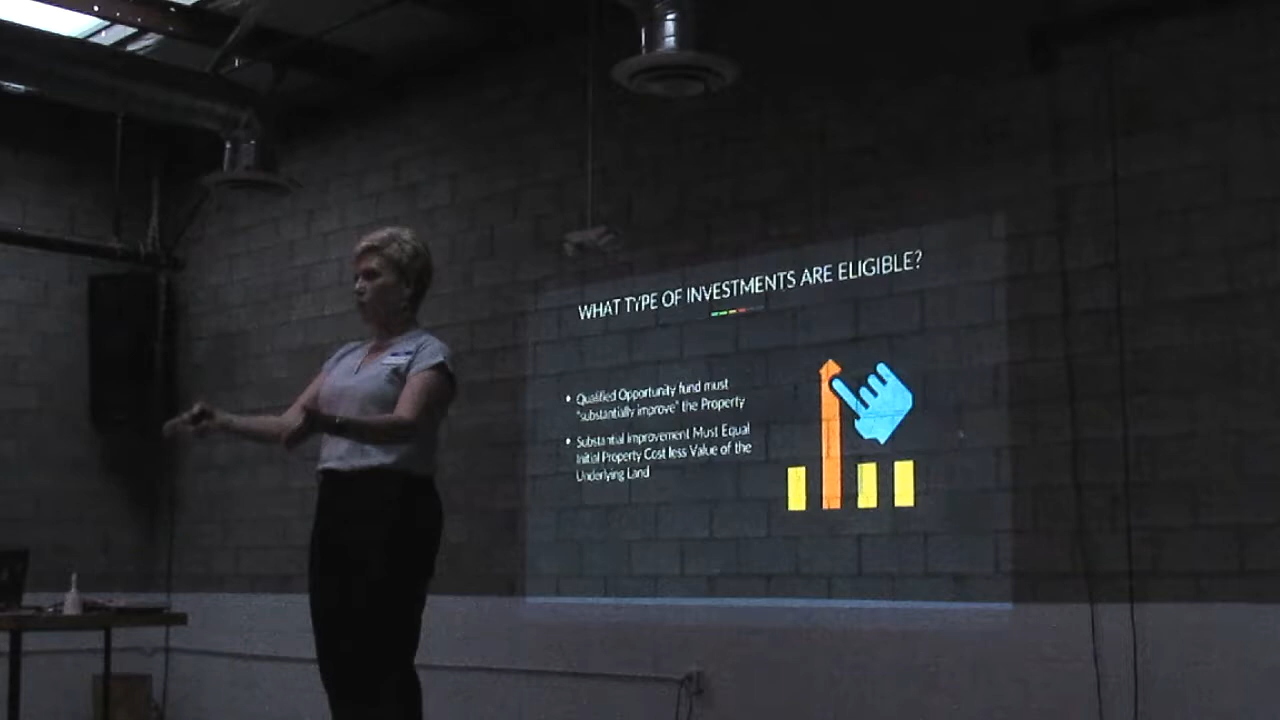 WHAT TYPE OF INVESTMENTS ARE ELIGIBLE?
• Qualified Opportunity fund must
"substantially improve" the Property
• Substantial Improvement Must Equal
Initial Property Cost less Value of the
Underlying Land